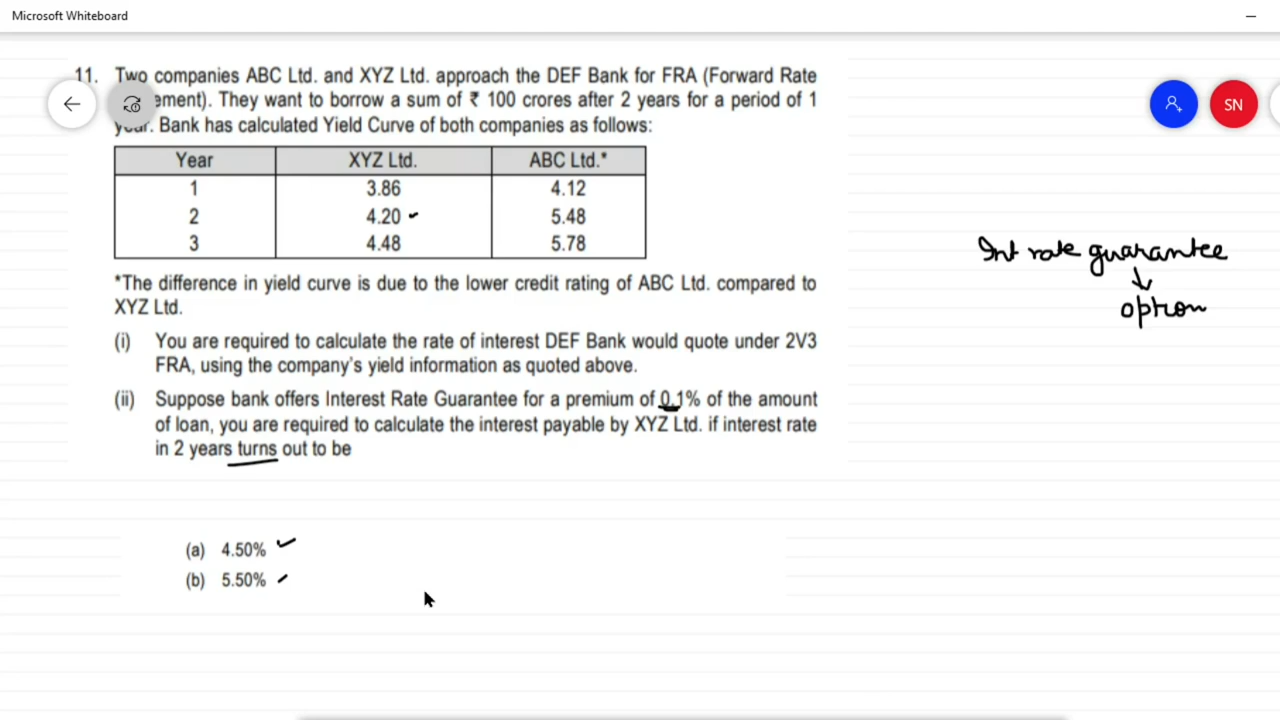 Microsoft Whiteboard
11. Two companies ABC Ltd. and XYZ Ltd. approach the DEF Bank for FRA (Forward Rate
ement). They want to borrow a sum of ₹ 100 crores after 2 years for a period of 1
year. Bank has calculated Yield Curve of both companies as follows:
Year XYZ Ltd. ABC Ltd.*
1 3.86 4.12
2 4.20 5.48
3 4.48 5.78
*The difference in yield curve is due to the lower credit rating of ABC Ltd. compared to
XYZ Ltd.
(i) You are required to calculate the rate of interest DEF Bank would quote under 2V3
FRA, using the company's yield information as quoted above.
(ii) Suppose bank offers Interest Rate Guarantee for a premium of 0.1% of the amount
of loan, you are required to calculate the interest payable by XYZ Ltd. if interest rate
in 2 years turns out to be
(a) 4.50%
(b) 5.50%
Int rate guarantee
option
SN